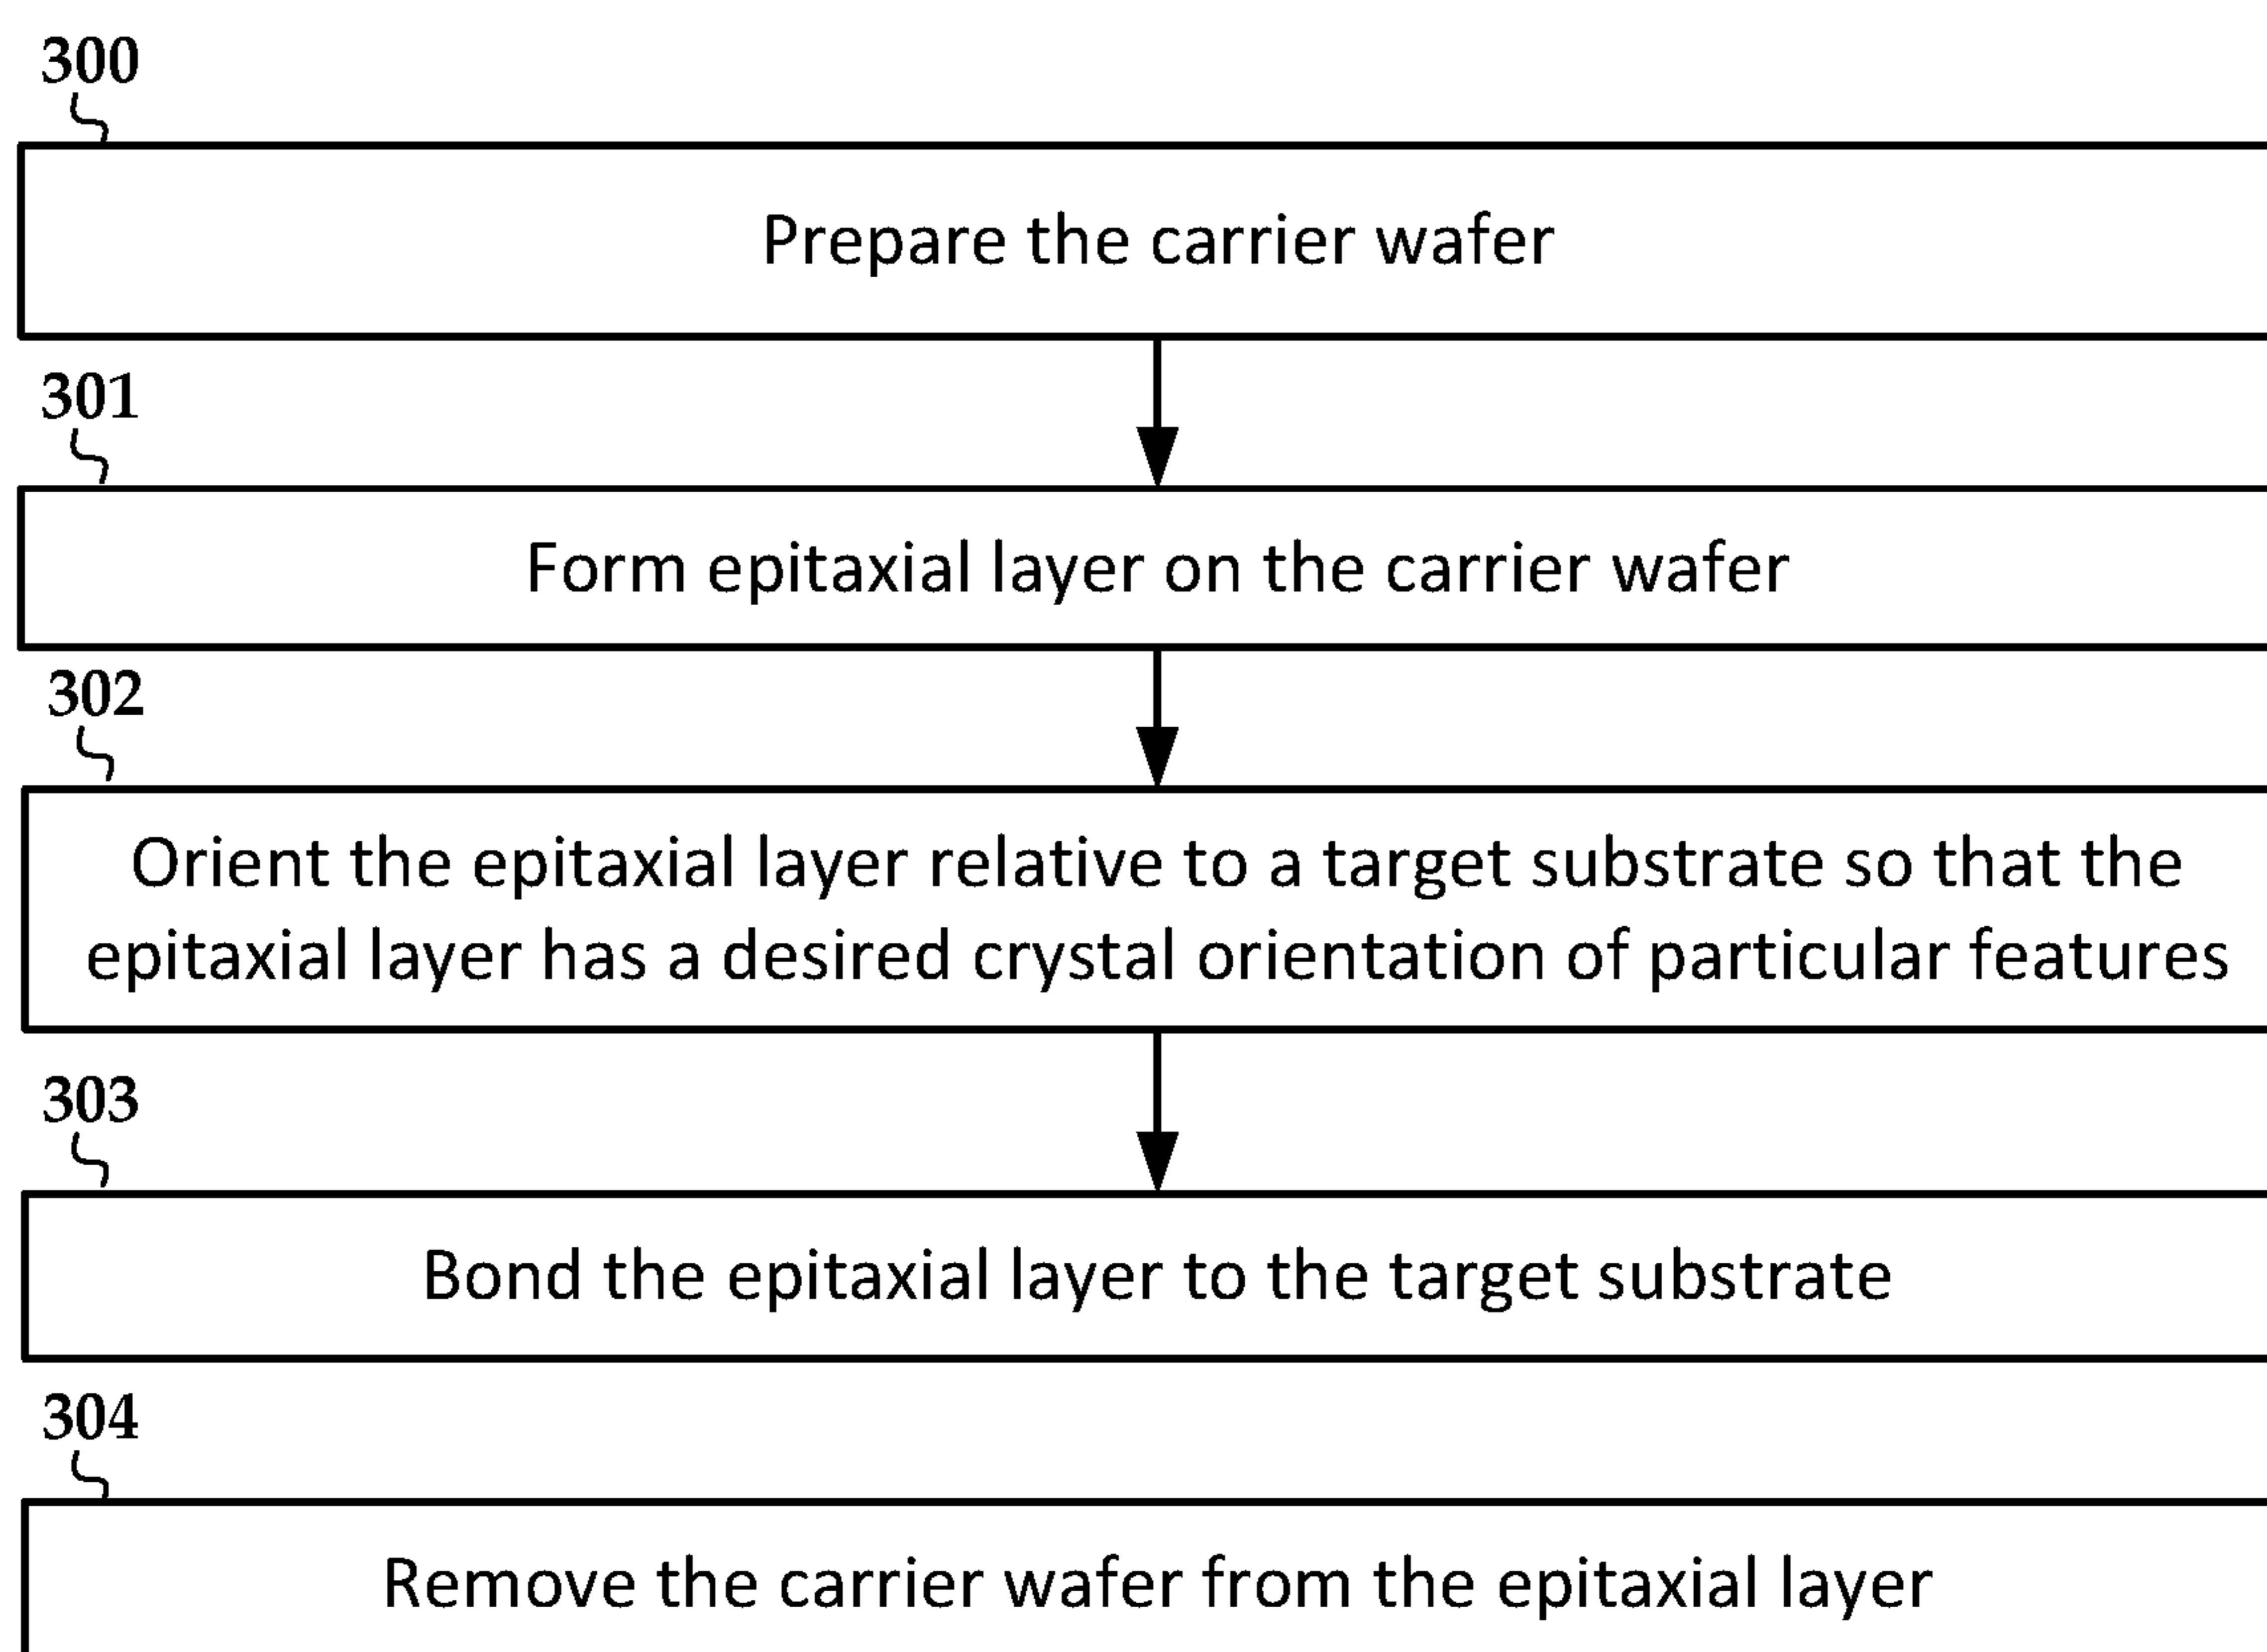 300
Prepare the carrier wafer
301
Form epitaxial layer on the carrier wafer
302
Orient the epitaxial layer relative to a target substrate so that the
epitaxial layer has a desired crystal orientation of particular features
303
Bond the epitaxial layer to the target substrate
304
Remove the carrier wafer from the epitaxial layer